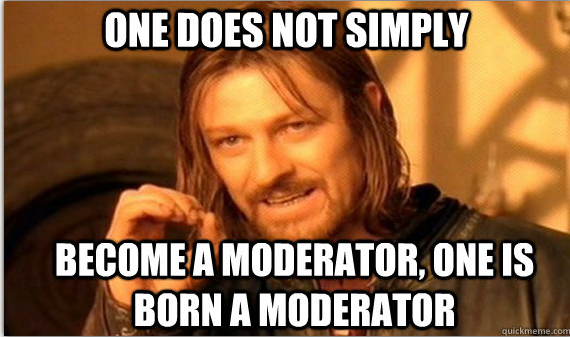 ONE DOES NOT SIMPLY
BECOME A MODERATOR, ONE IS
BORN A MODERATOR
quickmeme.com